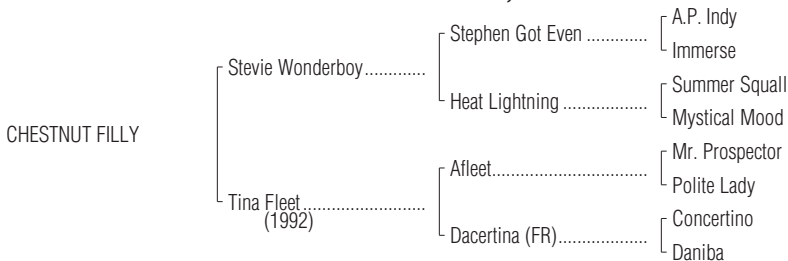 A.P. Indy
Stephen Got Even .............
Immerse
Stevie Wonderboy.............
Summer Squall
Heat Lightning ...................
Mystical Mood
CHESTNUT FILLY
Mr. Prospector
Afleet..................................
Polite Lady
Tina Fleet..........................
(1992)
Concertino
Dacertina (FR)...................
Daniba